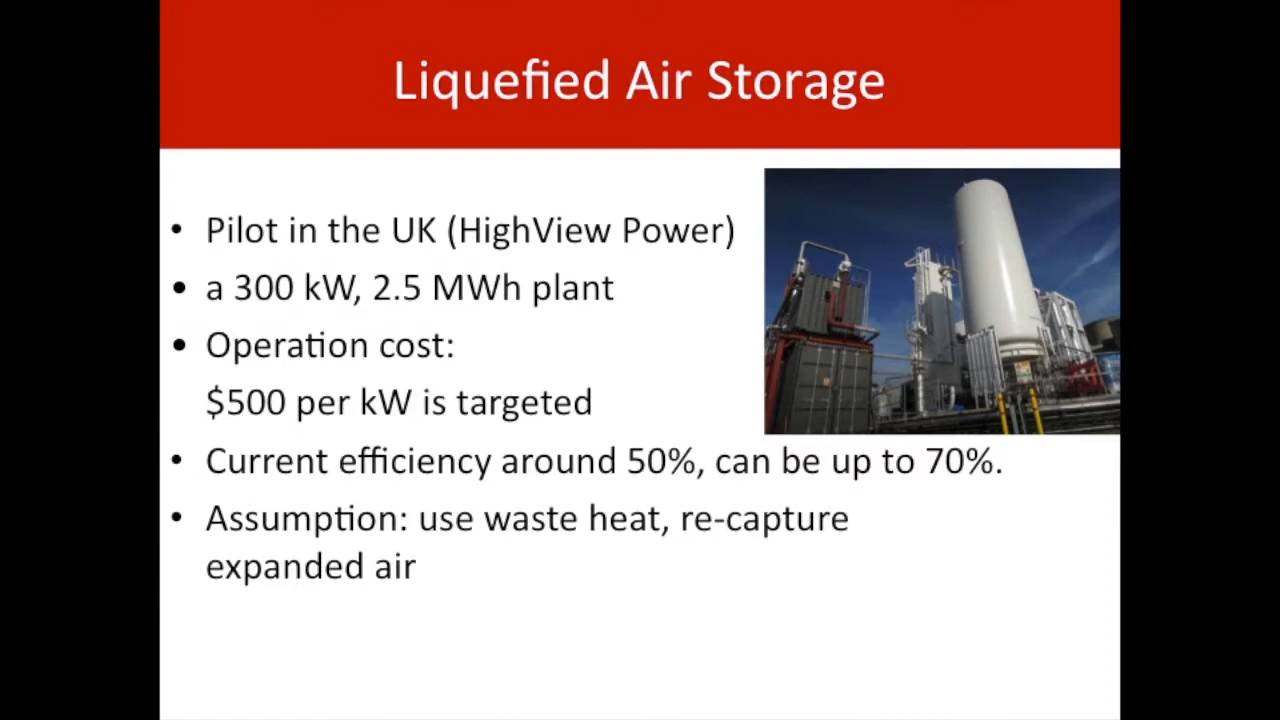 Liquefied Air Storage
• Pilot in the UK (HighView Power)
• a 300 kW, 2.5 MWh plant
• Operation cost:
$500 per kW is targeted
• Current efficiency around 50%, can be up to 70%.
• Assumption: use waste heat, re-capture
expanded air